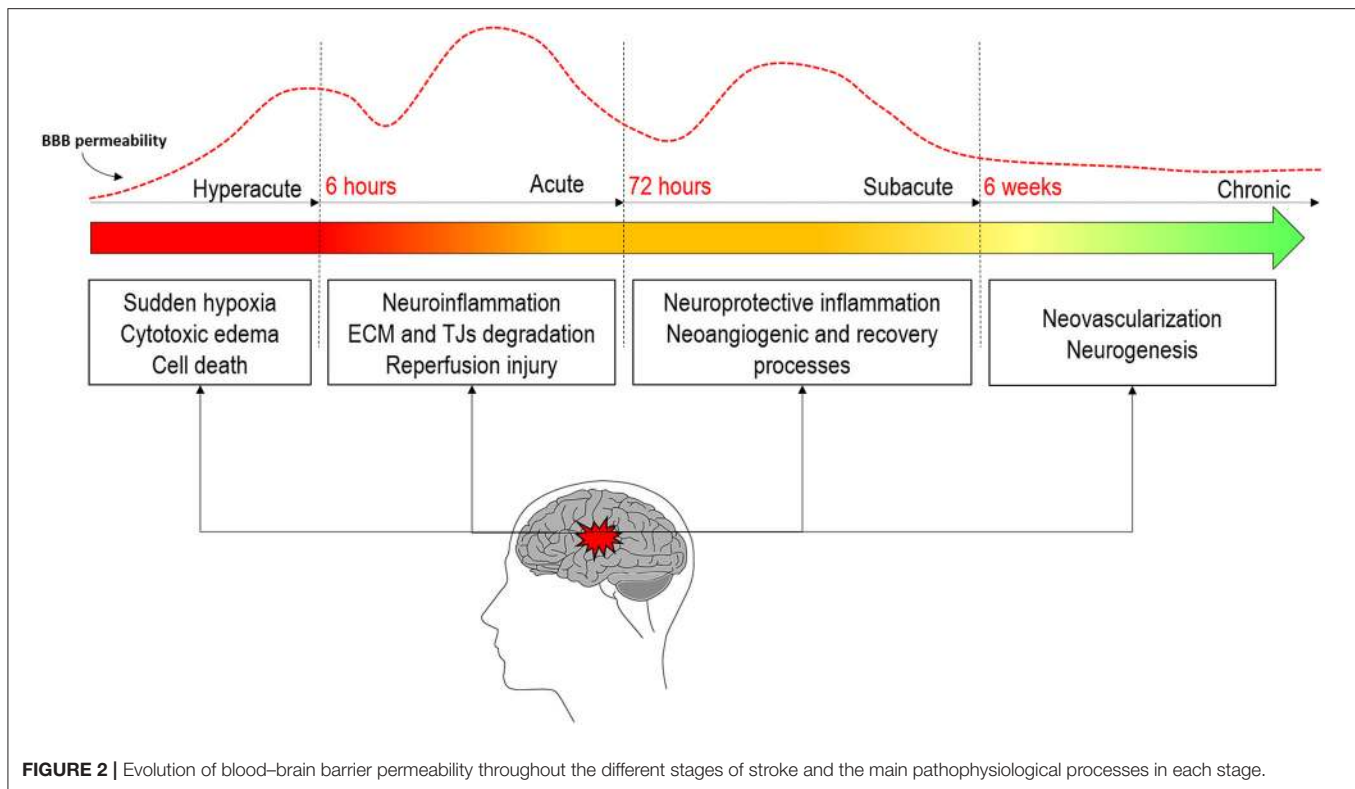 BBB permeability
Hyperacute
6 hours
Acute
72 hours
Subacute
6 weeks
Chronic
Sudden hypoxia
Cytotoxic edema
Cell death
Neuroinflammation
ECM and TJs degradation
Reperfusion injury
Neuroprotective inflammation
Neoangiogenic and recovery
processes
Neovascularization
Neurogenesis
FIGURE 2 | Evolution of blood–brain barrier permeability throughout the different stages of stroke and the main pathophysiological processes in each stage.